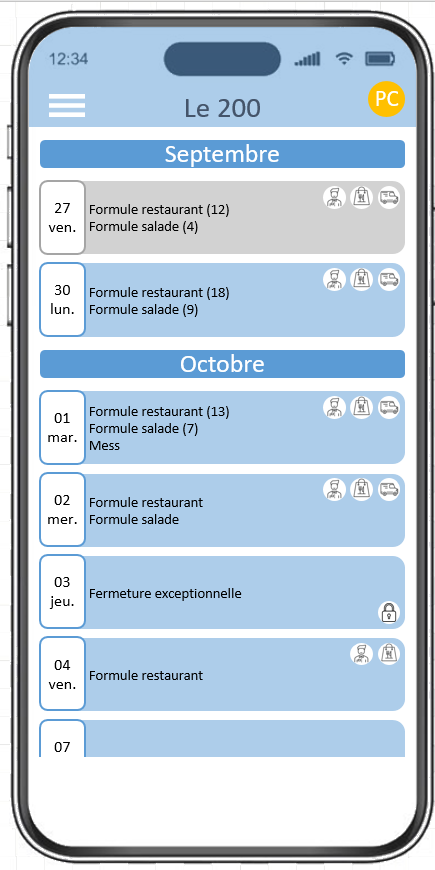 12:34
Le 200
PC
Septembre
27
ven.
Formule restaurant (12)
Formule salade (4)
30
lun.
Formule restaurant (18)
Formule salade (9)
Octobre
01
mar.
Formule restaurant (13)
Formule salade (7)
Mess
02
mer.
Formule restaurant
Formule salade
03
jeu.
Fermeture exceptionnelle
04
ven.
Formule restaurant
07